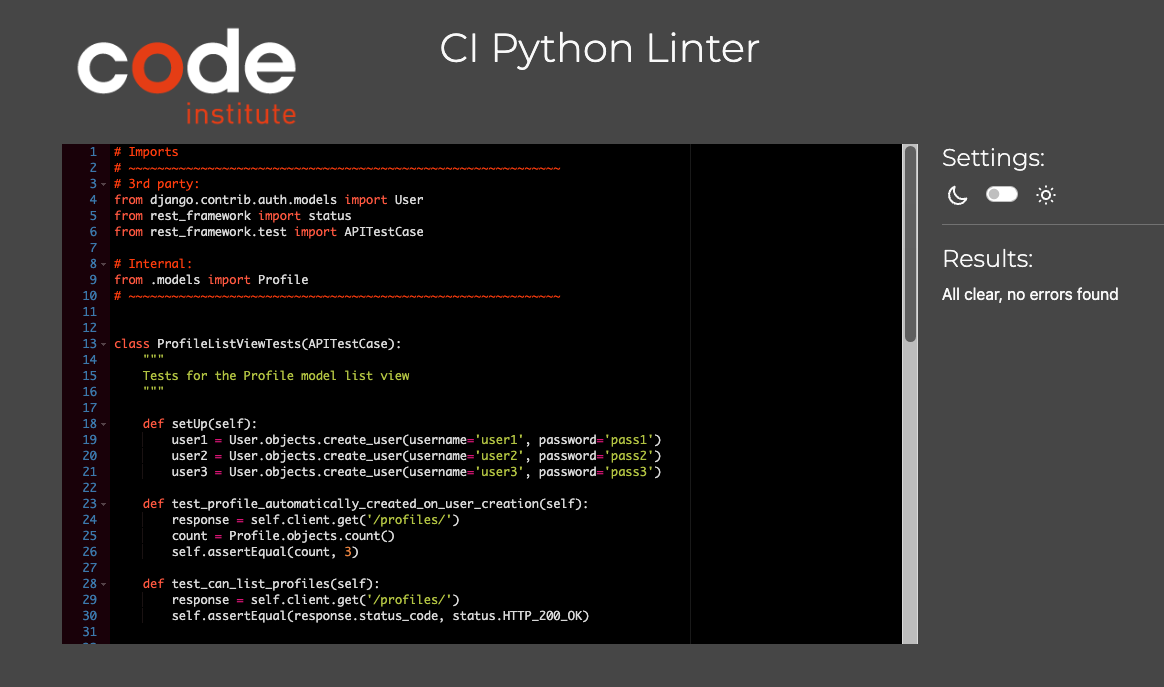 code
institute
CI Python Linter
1 # Imports
2 # ~~~~~~~~~~~~~~~~~~~~~~~~~~~~~~~~~~~~~~~~~~~~~~~~~~~~~~~~~~~~
3 # 3rd party:
4 from django.contrib.auth.models import User
5 from rest_framework import status
6 from rest_framework.test import APITestCase
7
8 # Internal:
9 from .models import Profile
10 # ~~~~~~~~~~~~~~~~~~~~~~~~~~~~~~~~~~~~~~~~~~~~~~~~~~~~~~~~~~~~
11
12
13 class ProfileListViewTests(APITestCase):
14     """
15     Tests for the Profile model list view
16     """
17
18     def setUp(self):
19         user1 = User.objects.create_user(username='user1', password='pass1')
20         user2 = User.objects.create_user(username='user2', password='pass2')
21         user3 = User.objects.create_user(username='user3', password='pass3')
22
23     def test_profile_automatically_created_on_user_creation(self):
24         response = self.client.get('/profiles/')
25         count = Profile.objects.count()
26         self.assertEqual(count, 3)
27
28     def test_can_list_profiles(self):
29         response = self.client.get('/profiles/')
30         self.assertEqual(response.status_code, status.HTTP_200_OK)
31
Settings:
Results:
All clear, no errors found